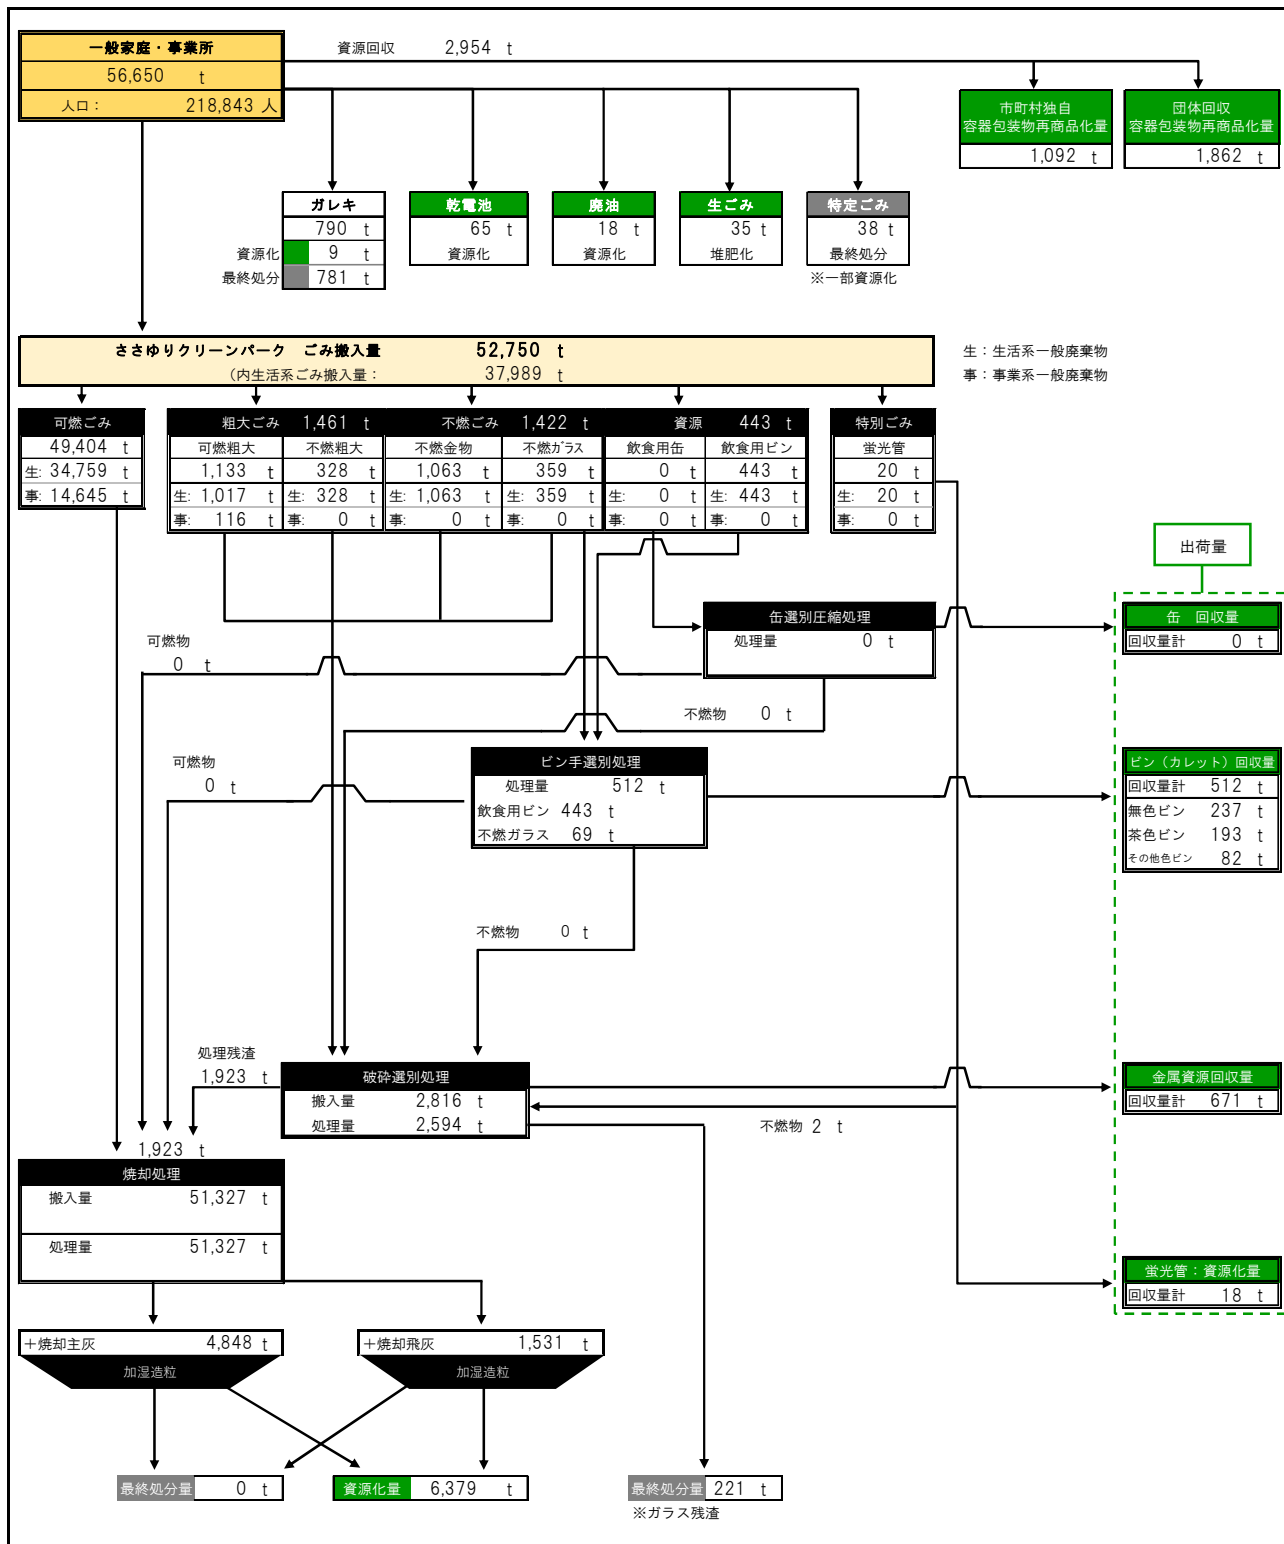 一般家庭・事業所
56,650 t
人口： 218,843 人
資源回収 2,954 t
市町村独自
容器包装物再商品化量
1,092 t
団体回収
容器包装物再商品化量
1,862 t
ガレキ
790 t
資源化 9 t
最終処分 781 t
乾電池
65 t
資源化
廃油
18 t
資源化
生ごみ
35 t
堆肥化
特定ごみ
38 t
最終処分
※一部資源化
ささゆりクリーンパーク ごみ搬入量 52,750 t
（内生活系ごみ搬入量： 37,989 t
生：生活系一般廃棄物
事：事業系一般廃棄物
可燃ごみ
49,404 t
生: 34,759 t
事: 14,645 t
粗大ごみ 1,461 t
可燃粗大
1,133 t
生: 1,017 t
事: 116 t
不燃粗大
328 t
生: 328 t
事: 0 t
不燃ごみ 1,422 t
不燃金物
1,063 t
生: 1,063 t
事: 0 t
不燃ｶﾞﾗｽ
359 t
生: 359 t
事: 0 t
資源 443 t
飲食用缶
0 t
生: 0 t
事: 0 t
飲食用ビン
443 t
生: 443 t
事: 0 t
特別ごみ
蛍光管
20 t
生: 20 t
事: 0 t
出荷量
缶選別圧縮処理
処理量 0 t
缶 回収量
回収量計 0 t
可燃物
0 t
不燃物 0 t
ビン手選別処理
処理量 512 t
飲食用ビン 443 t
不燃ガラス 69 t
可燃物
0 t
ビン（カレット）回収量
回収量計 512 t
無色ビン 237 t
茶色ビン 193 t
その他色ビン 82 t
不燃物 0 t
処理残渣
1,923 t
破砕選別処理
搬入量 2,816 t
処理量 2,594 t
金属資源回収量
回収量計 671 t
不燃物 2 t
1,923 t
焼却処理
搬入量 51,327 t
処理量 51,327 t
蛍光管：資源化量
回収量計 18 t
＋焼却主灰 4,848 t
加湿造粒
＋焼却飛灰 1,531 t
加湿造粒
最終処分量 0 t
資源化量 6,379 t
最終処分量 221 t
※ガラス残渣